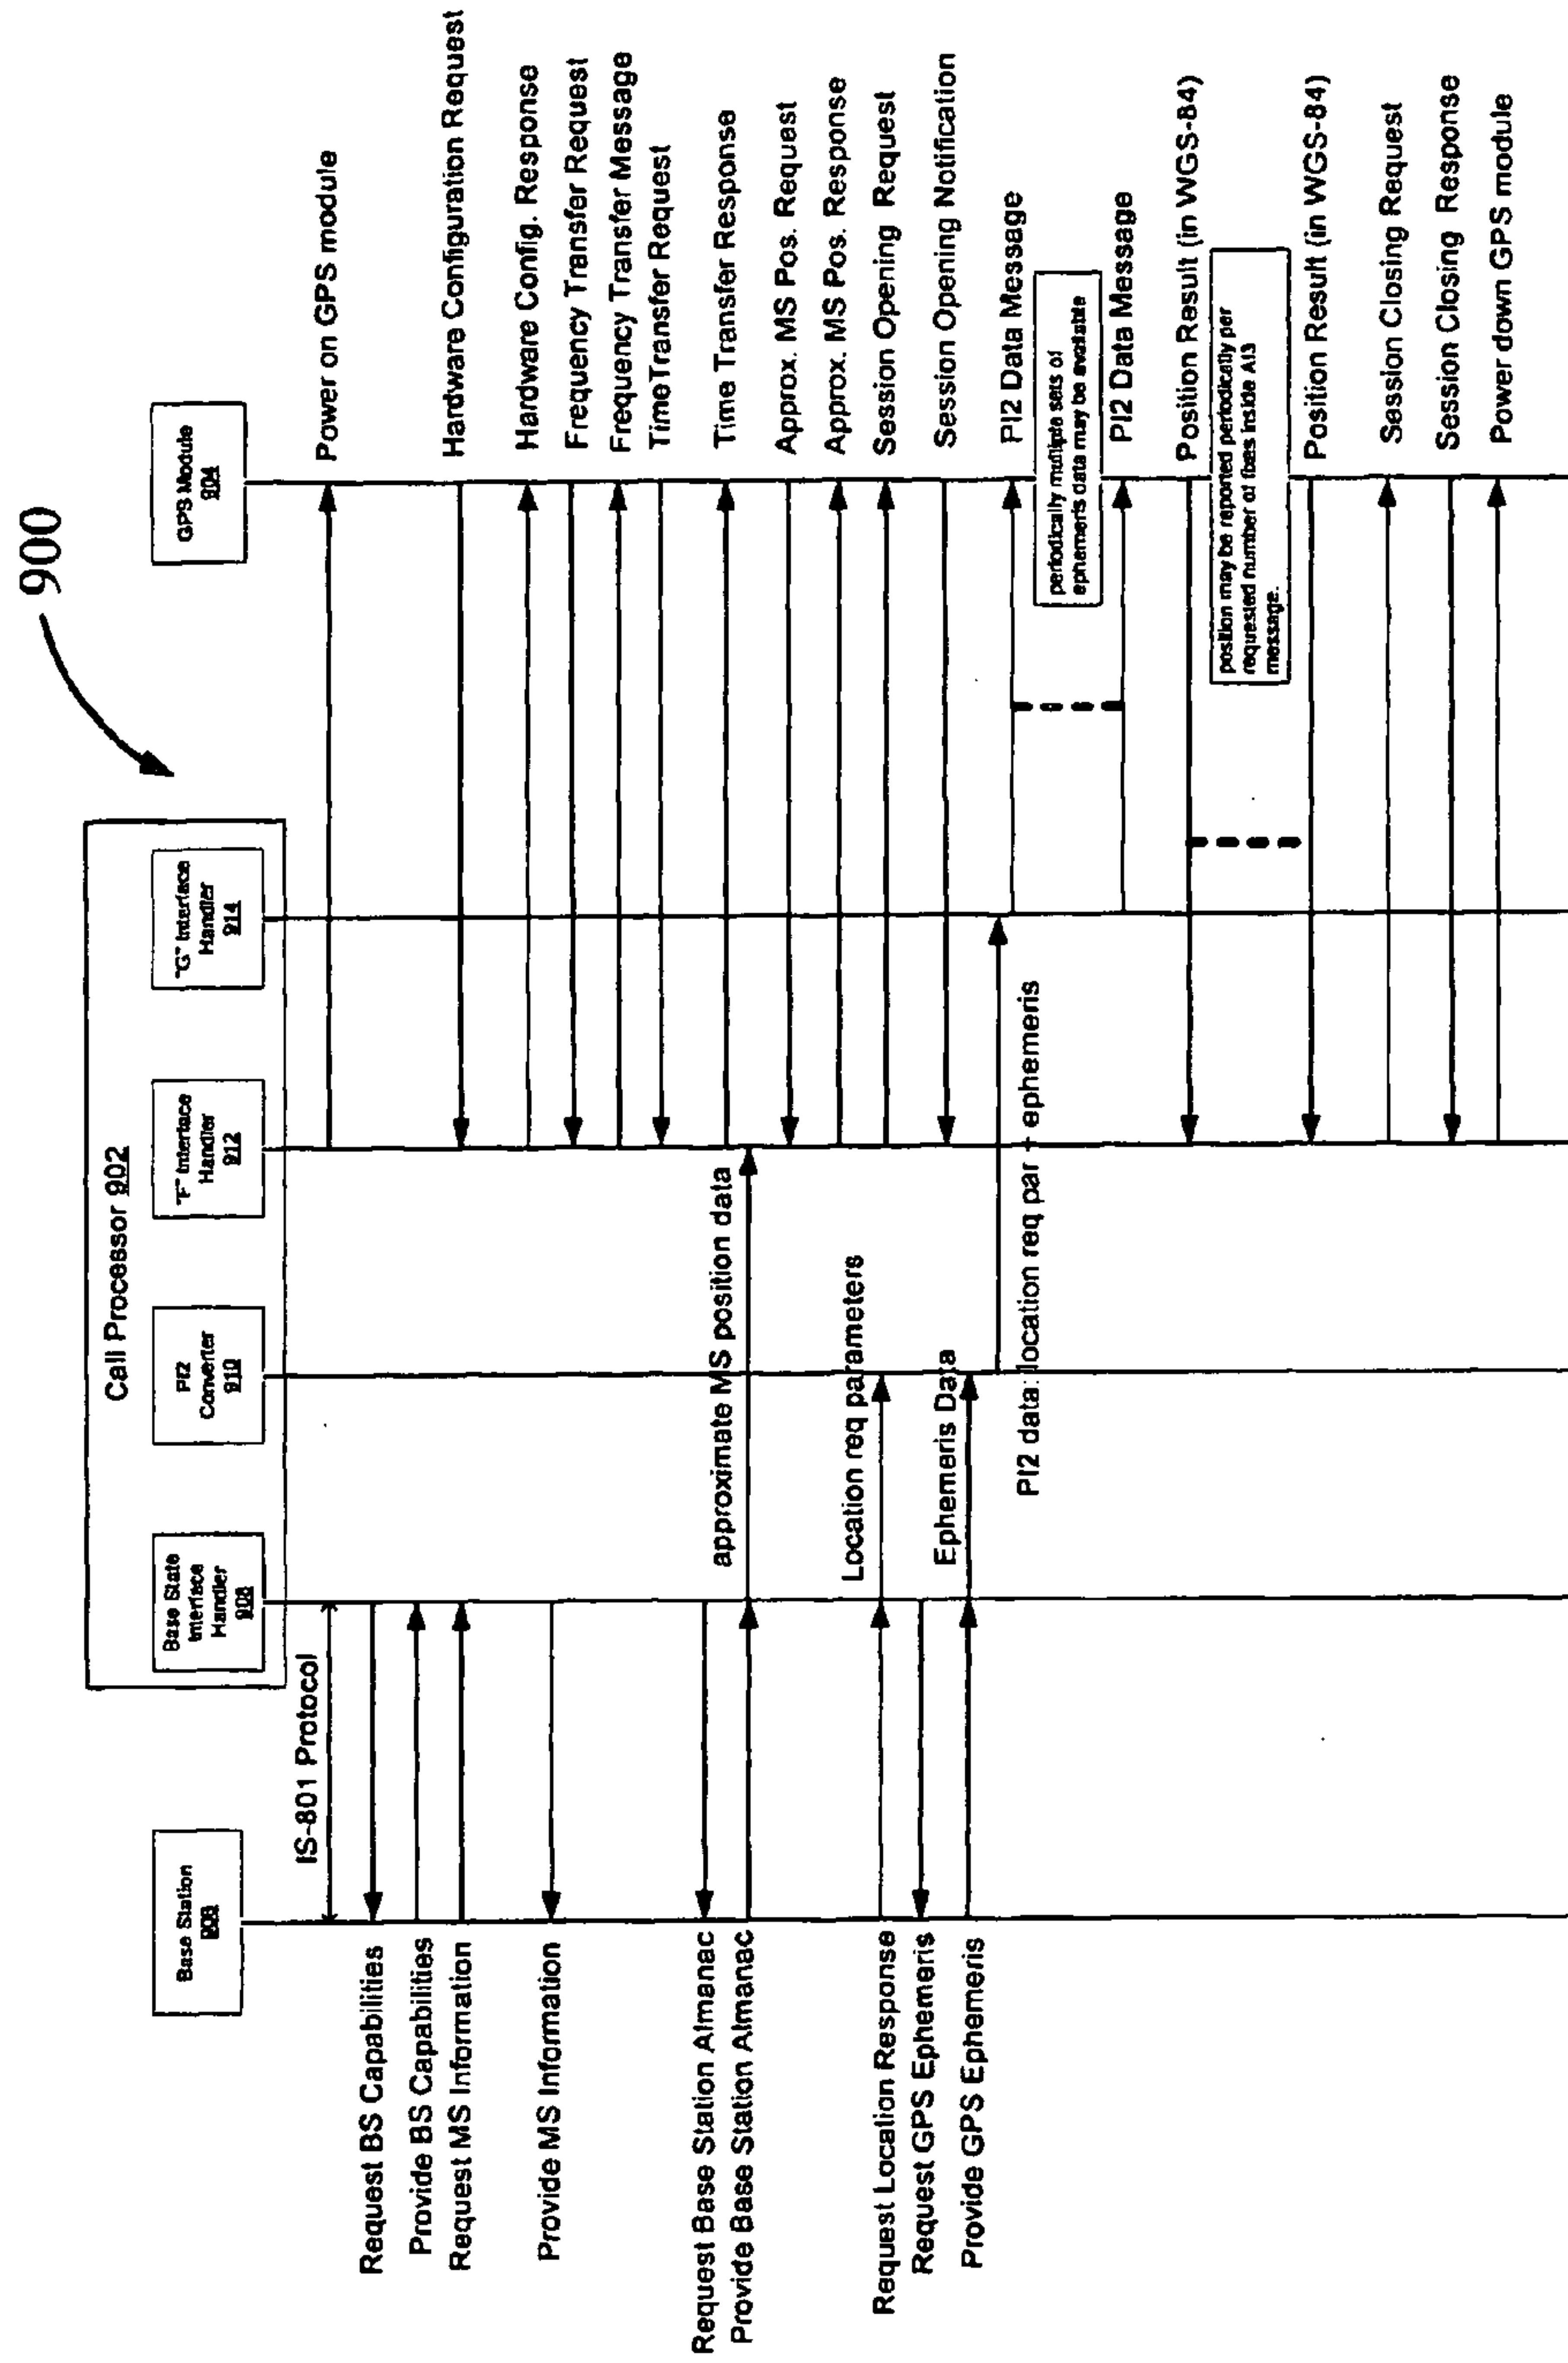 900
Call Processor 902
Base Station
906
Base State
Interface
Handler
908
PI2
Converter
910
"F" Interface
Handler
912
"G" Interface
Handler
914
GPS Module
904
IS-801 Protocol
Request BS Capabilities
Provide BS Capabilities
Request MS Information
Provide MS Information
Request Base Station Almanac
Provide Base Station Almanac
Request Location Response
Request GPS Ephemeris
Provide GPS Ephemeris
approximate MS position data
Location req parameters
Ephemeris Data
PI2 data: location req par + ephemeris
Power on GPS module
Hardware Configuration Request
Hardware Config. Response
Frequency Transfer Request
Frequency Transfer Message
TimeTransfer Request
Time Transfer Response
Approx. MS Pos. Request
Approx. MS Pos. Response
Session Opening Request
Session Opening Notification
PI2 Data Message
periodically multiple sets of
ephemeris data may be available
PI2 Data Message
Position Result (in WGS-84)
position may be reported periodically per
requested number of fixes inside AI3
message.
Position Result (in WGS-84)
Session Closing Request
Session Closing Response
Power down GPS module